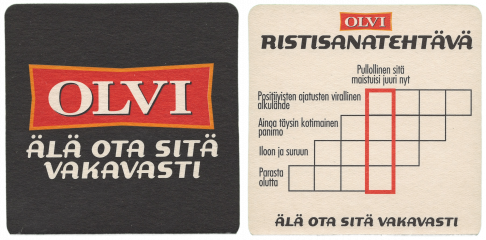 OLVI
ÄLÄ OTA SITÄ
VAKAVASTI
OLVI
RISTISANATEHTÄVÄ
Pullollinen sitä
maistuisi juuri nyt
Positiivisten ajatusten virallinen
alkulähde
Ainoa täysin kotimainen
panimo
Iloon ja suruun
Parasta
olutta
ÄLÄ OTA SITÄ VAKAVASTI